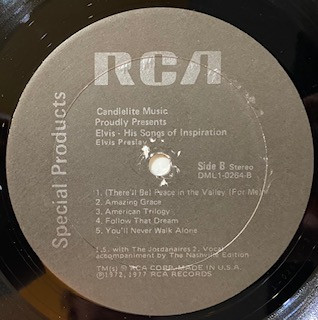 RCA
Special Products
Candlelite Music
Proudly Presents
Elvis - His Songs of Inspiration
Elvis Presley
Side B Stereo
DML1-0264-B
1. (There'll Be) Peace in the Valley (For Me)
2. Amazing Grace
3. American Trilogy
4. Follow That Dream
5. You'll Never Walk Alone
1.5. with The Jordanaires 2. Vocal
accompaniment by The Nashville Edition
TM(s) ® RCA CORP. MADE IN U.S.A.
Ⓟ1972, 1977 RCA RECORDS